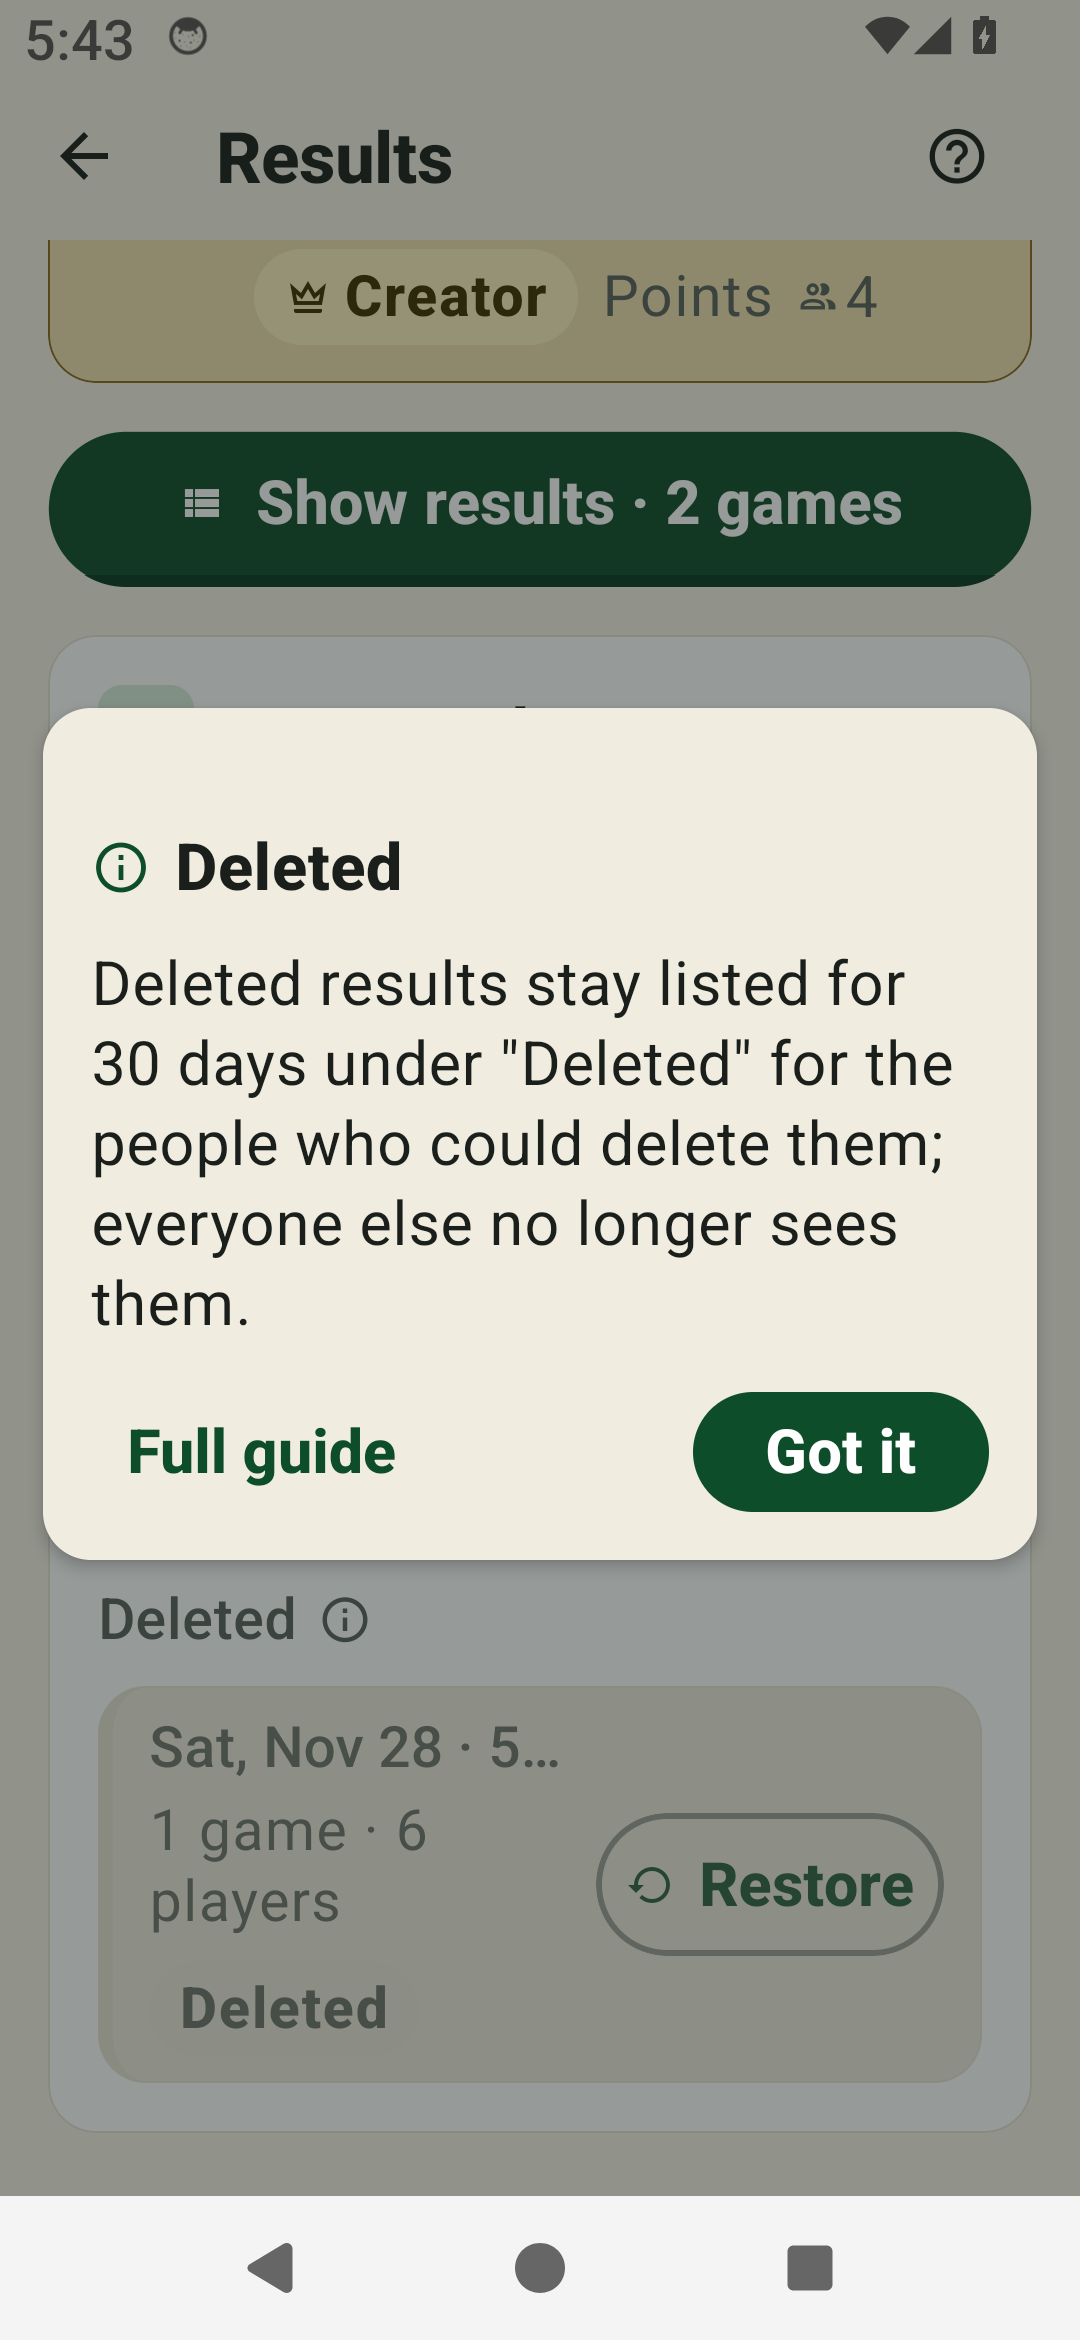 5:43
Results
Creator
Points
4
Show results · 2 games
Deleted
Deleted results stay listed for
30 days under "Deleted" for the
people who could delete them;
everyone else no longer sees
them.
Full guide
Got it
Deleted
Sat, Nov 28 · 5…
1 game · 6
players
Restore
Deleted